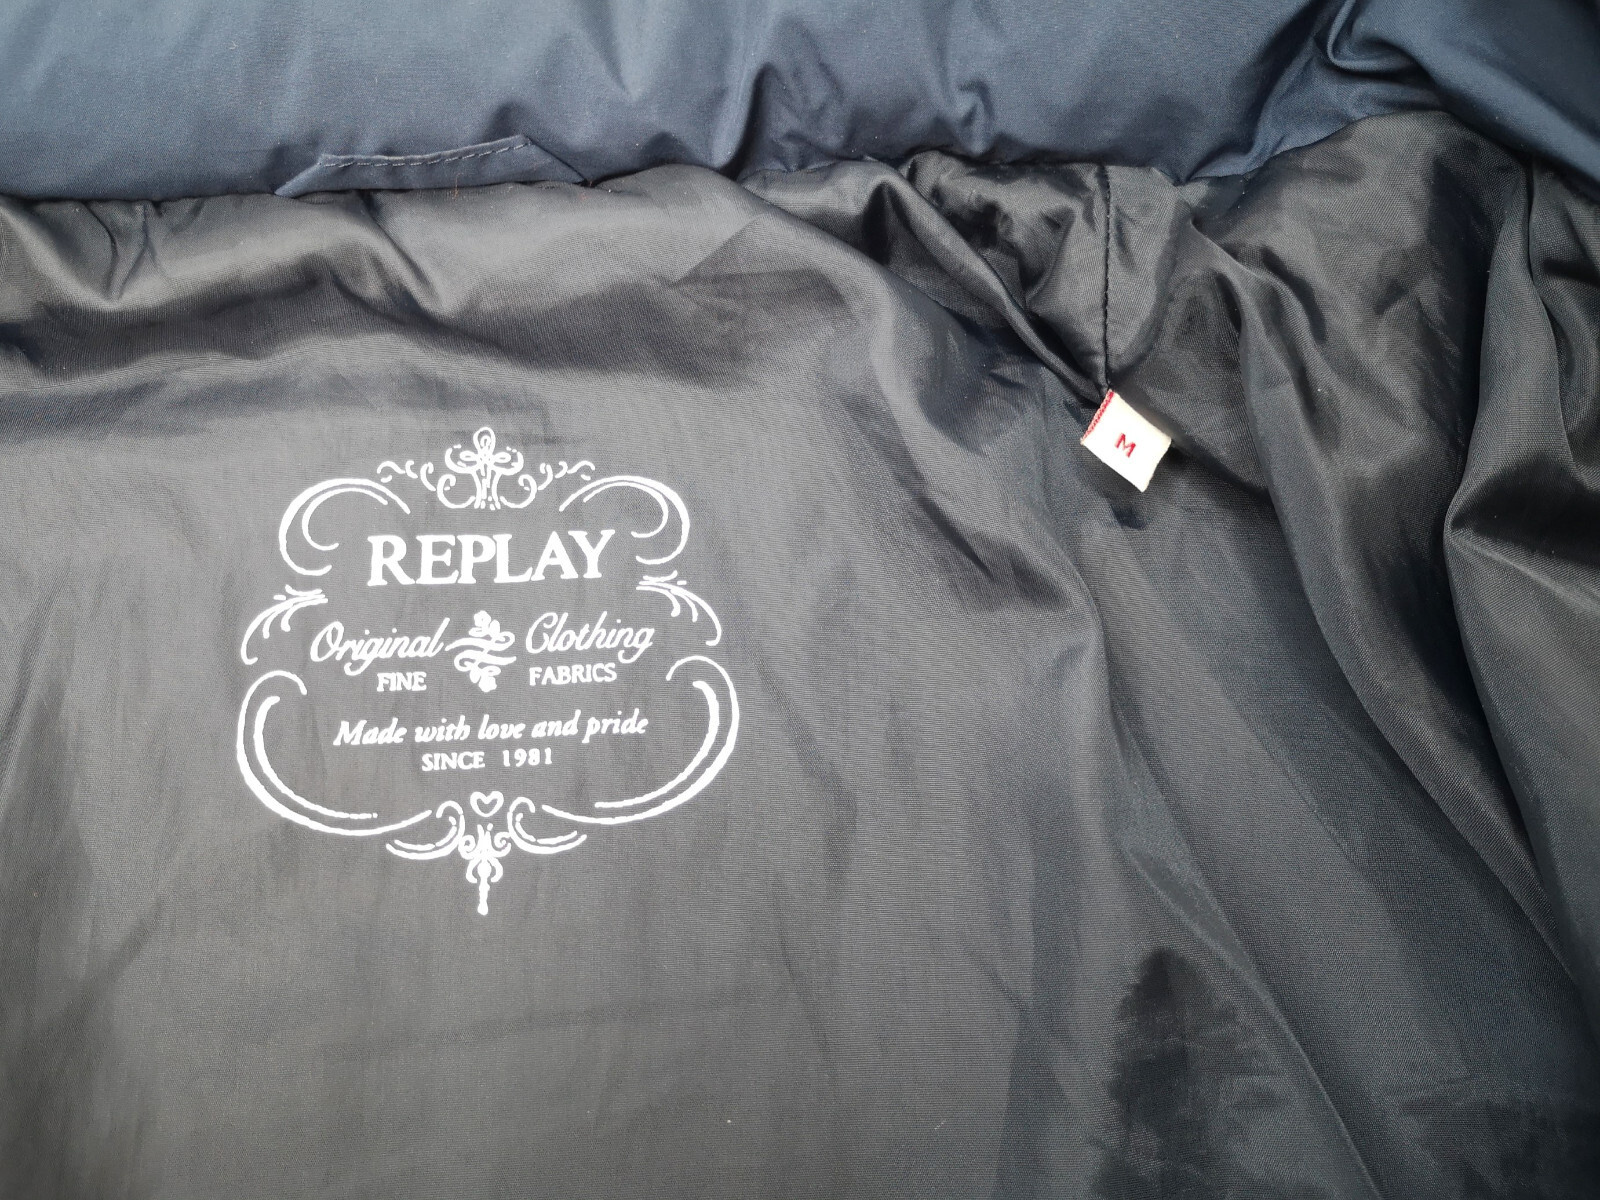 REPLAY
Original Clothing
FINE FABRICS
Made with love and pride
SINCE 1981
M